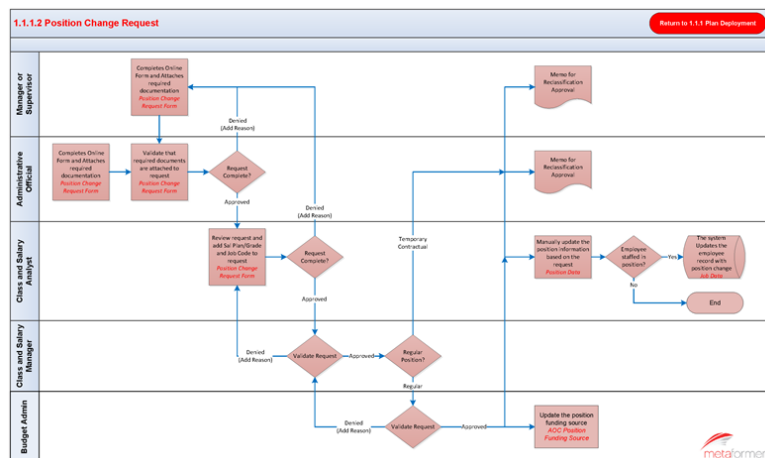 1.1.1.2 Position Change Request
Return to 1.1.1 Plan Deployment
Manager or
Supervisor
Completes Online
Form and Attaches
required
documentation
Position Change
Request Form
Denied
(Add Reason)
Memo for
Reclassification
Approval
Administrative
Official
Completes Online
Form and Attaches
required
documentation
Position Change
Request Form
Validate that
required documents
are attached to
request
Position Change
Request Form
Request
Complete?
Approved
Denied
(Add Reason)
Memo for
Reclassification
Approval
Class and Salary
Analyst
Review request and
add Sal Plan/Grade
and Job Code to
request
Position Change
Request Form
Request
Complete?
Approved
Temporary
Contractual
Manually update the
position information
based on the
request
Position Data
Employee
staffed in
position?
Yes
No
The system
Updates the
employee
record with
position change
Job Data
End
Class and Salary
Manager
Denied
(Add Reason)
Validate Request
Approved
Regular
Position?
Regular
Budget Admin
Denied
(Add Reason)
Validate Request
Approved
Update the position
funding source
AOC Position
Funding Source
metaformers